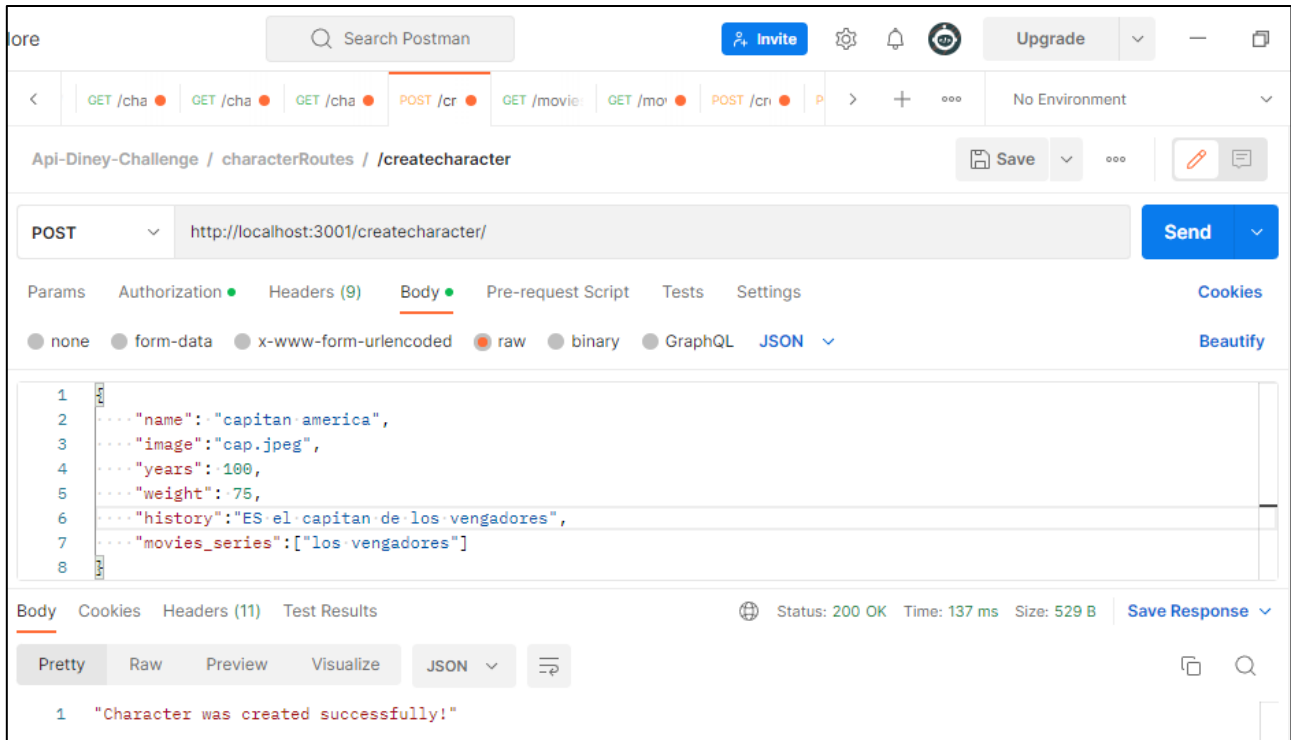 lore Search Postman Invite Upgrade
GET /cha GET /cha GET /cha POST /cr GET /movie GET /mov POST /cre P No Environment
Api-Diney-Challenge / characterRoutes / /createcharacter Save
POST http://localhost:3001/createcharacter/ Send
Params Authorization Headers (9) Body Pre-request Script Tests Settings Cookies
none form-data x-www-form-urlencoded raw binary GraphQL JSON Beautify
1 {
2 "name": "capitan america",
3 "image":"cap.jpeg",
4 "years": 100,
5 "weight": 75,
6 "history":"ES el capitan de los vengadores",
7 "movies_series":["los vengadores"]
8 }
Body Cookies Headers (11) Test Results Status: 200 OK Time: 137 ms Size: 529 B Save Response
Pretty Raw Preview Visualize JSON
1 "Character was created successfully!"